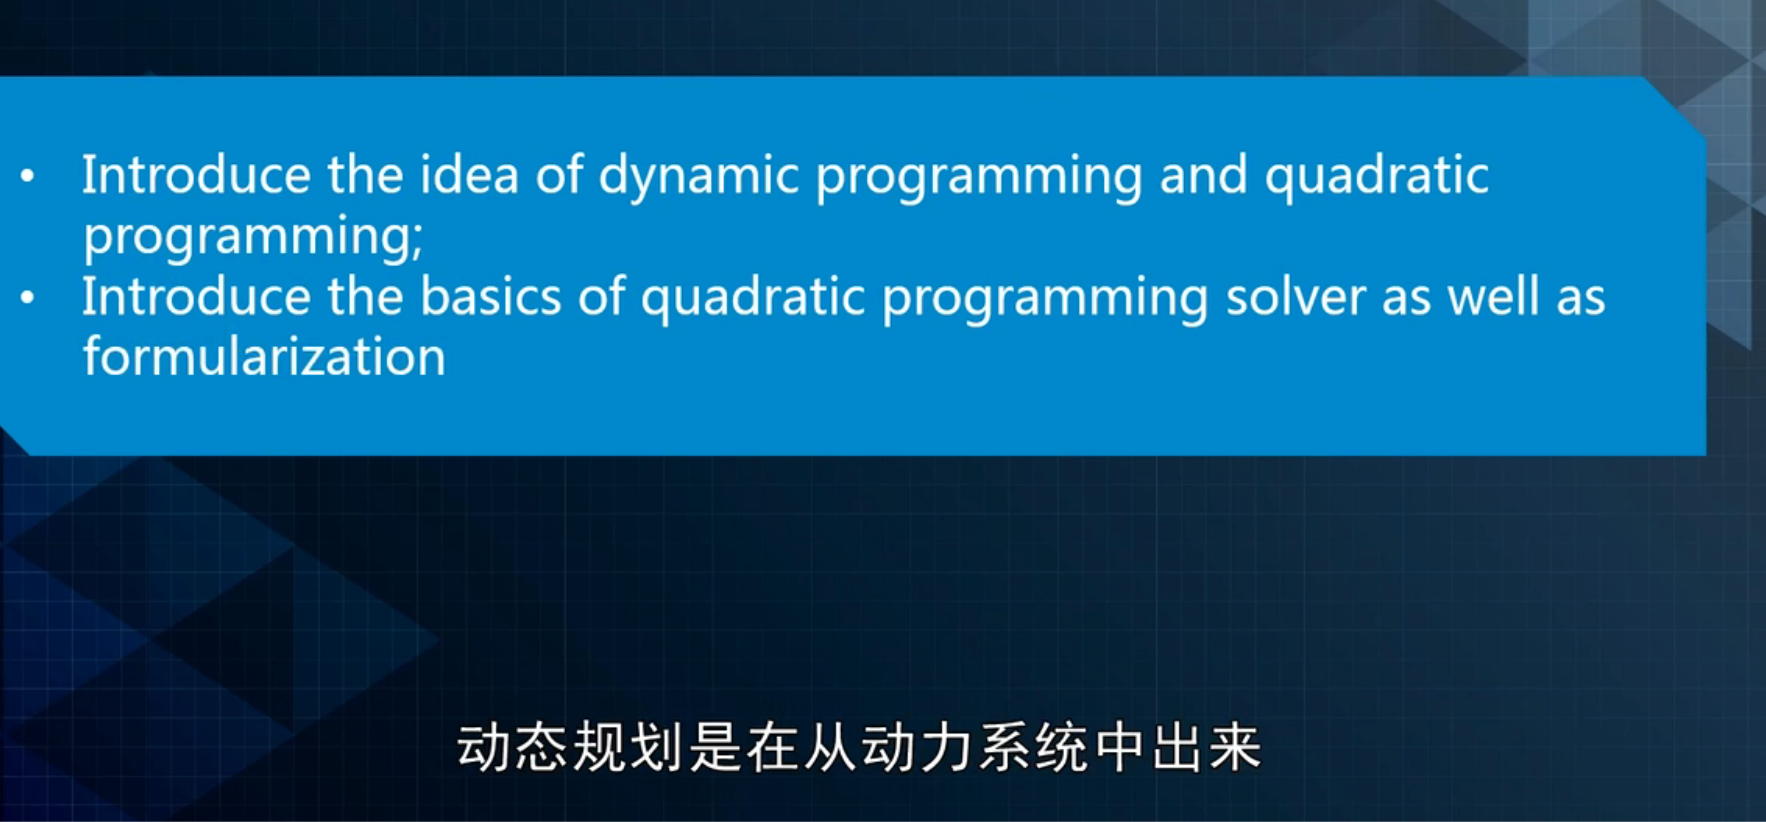 • Introduce the idea of dynamic programming and quadratic
programming;
• Introduce the basics of quadratic programming solver as well as
formularization
动态规划是在从动力系统中出来